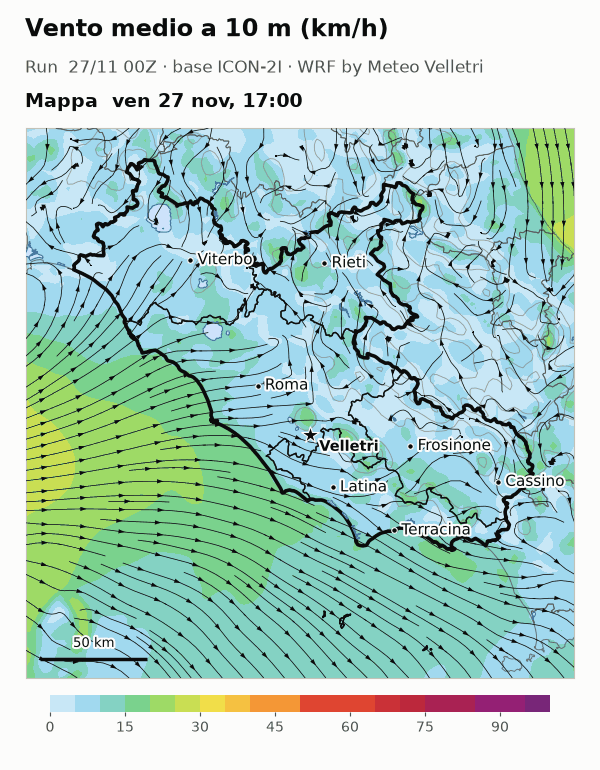 Vento medio a 10 m (km/h)
Run  27/11 00Z · base ICON-2I · WRF by Meteo Velletri
Mappa  ven 27 nov, 17:00
Viterbo
Rieti
Roma
Velletri
Frosinone
Cassino
Latina
Terracina
50 km
0 15 30 45 60 75 90